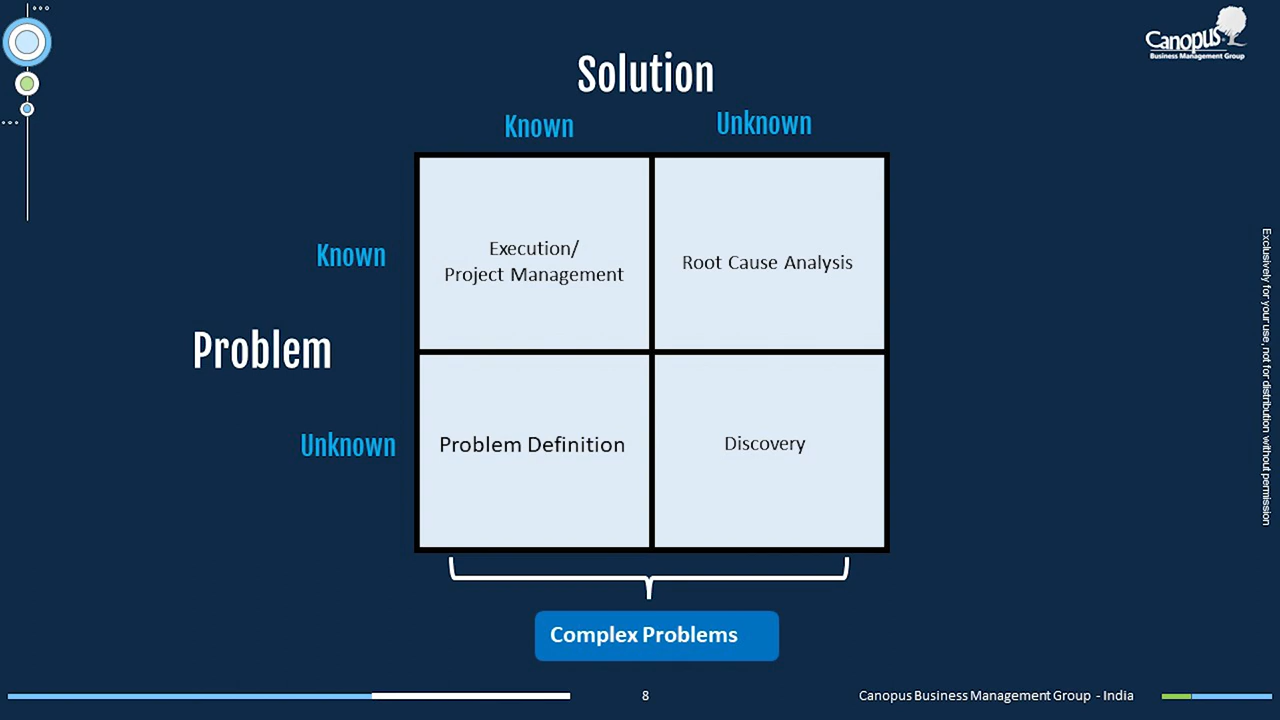 Canopus
Business Management Group
Solution
Known
Unknown
Known
Execution/
Project Management
Root Cause Analysis
Problem
Unknown
Problem Definition
Discovery
Complex Problems
Exclusively for your use, not for distribution without permission
8
Canopus Business Management Group - India